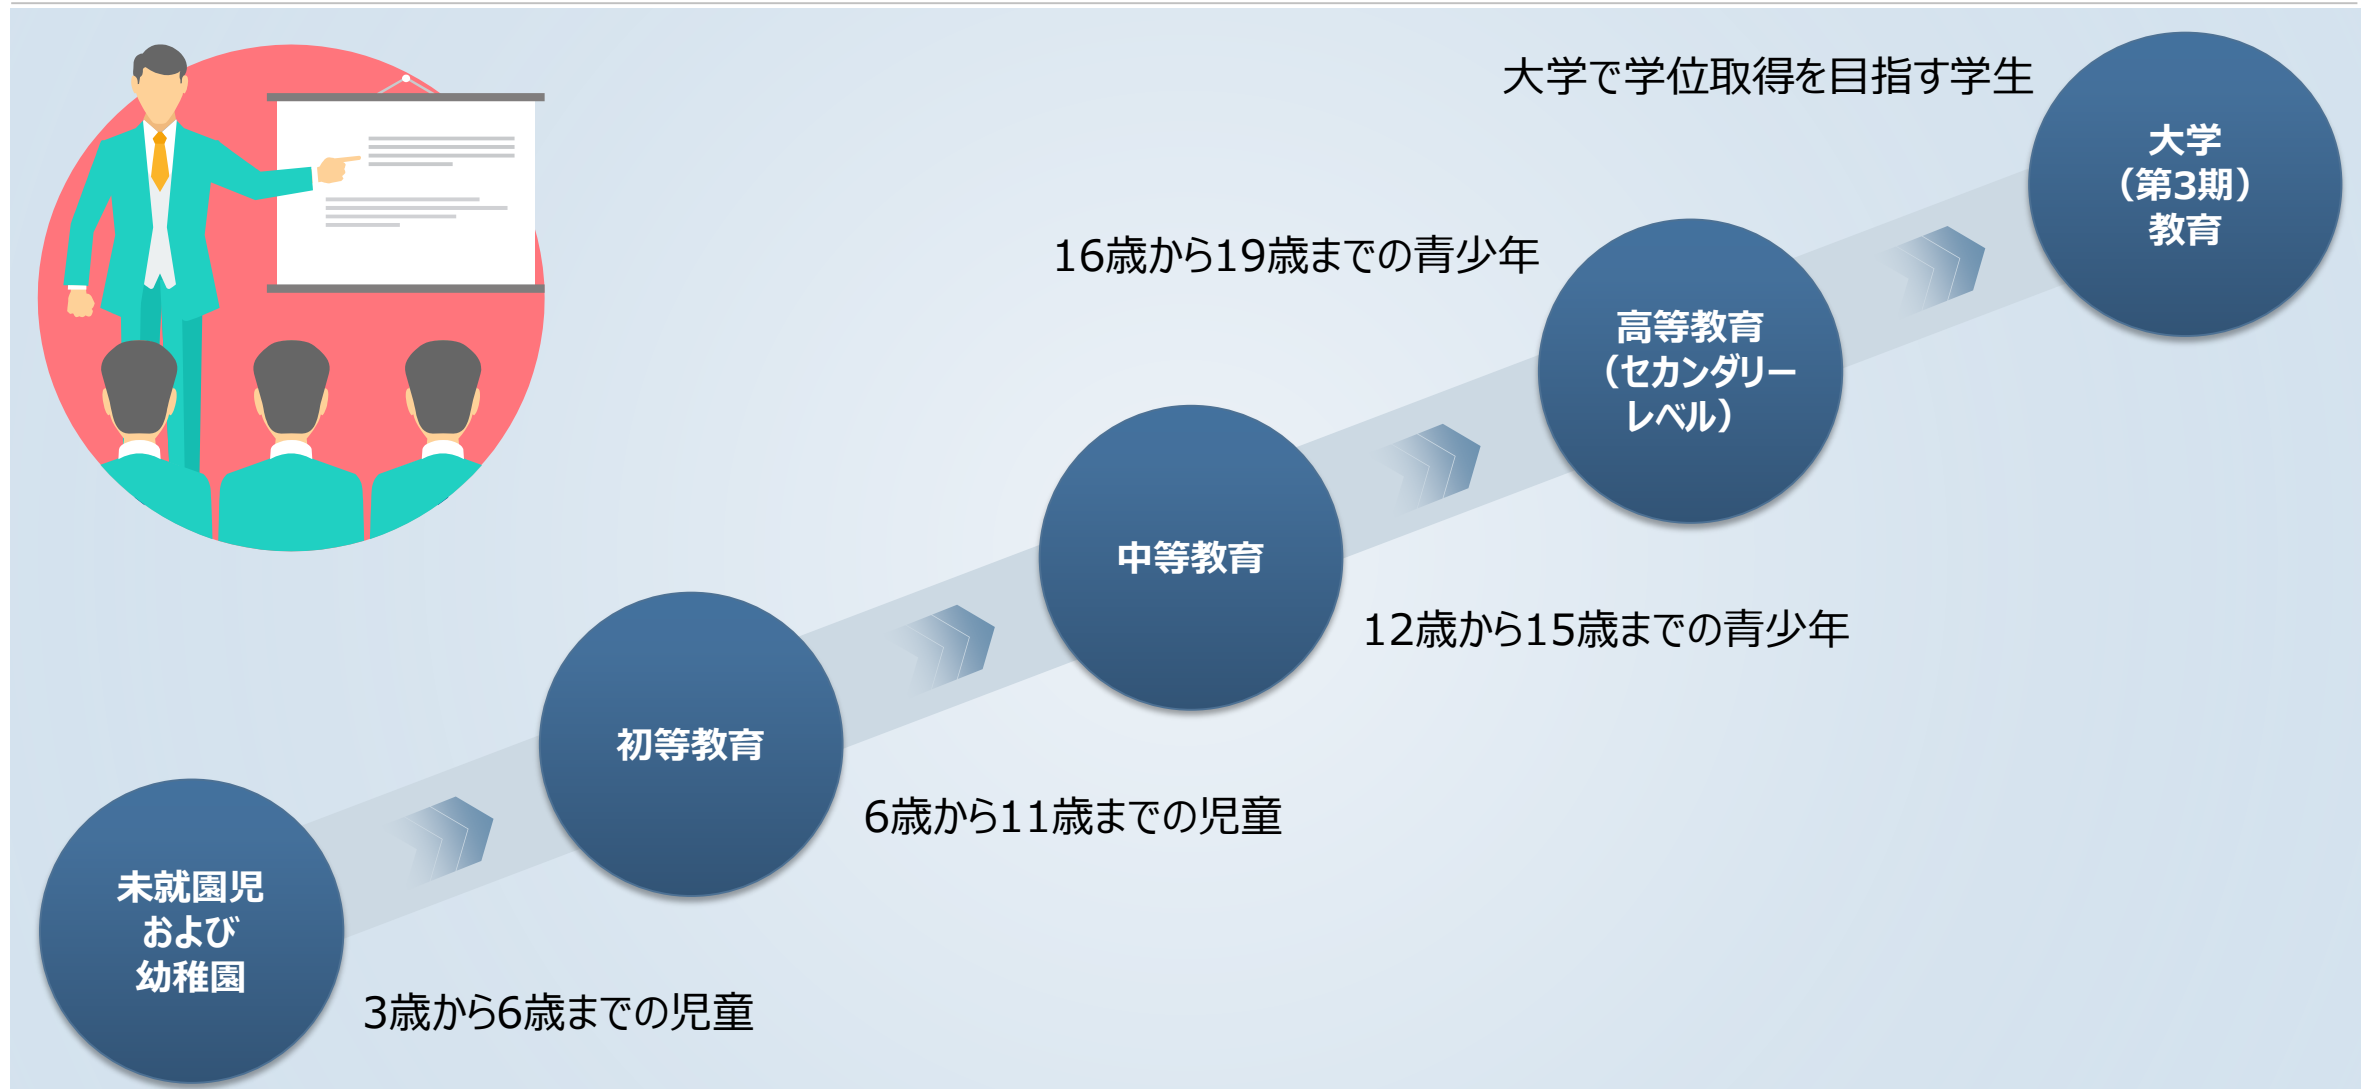 大学で学位取得を目指す学生
大学
（第3期）
教育
16歳から19歳までの青少年
高等教育
（セカンダリー
レベル）
中等教育
12歳から15歳までの青少年
初等教育
6歳から11歳までの児童
未就園児
および
幼稚園
3歳から6歳までの児童